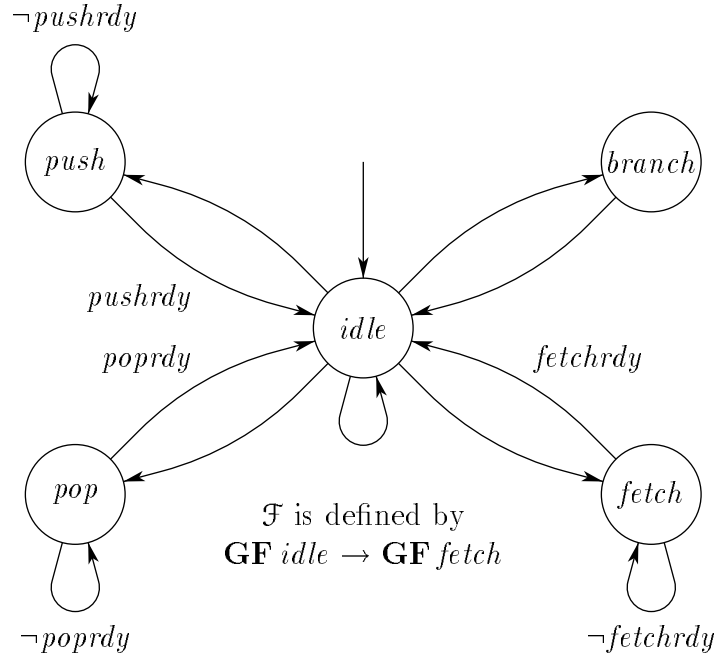 ¬pushrdy
push
branch
pushrdy
idle
poprdy
fetchrdy
pop
fetch
ℱ is defined by
GF idle → GF fetch
¬poprdy
¬fetchrdy